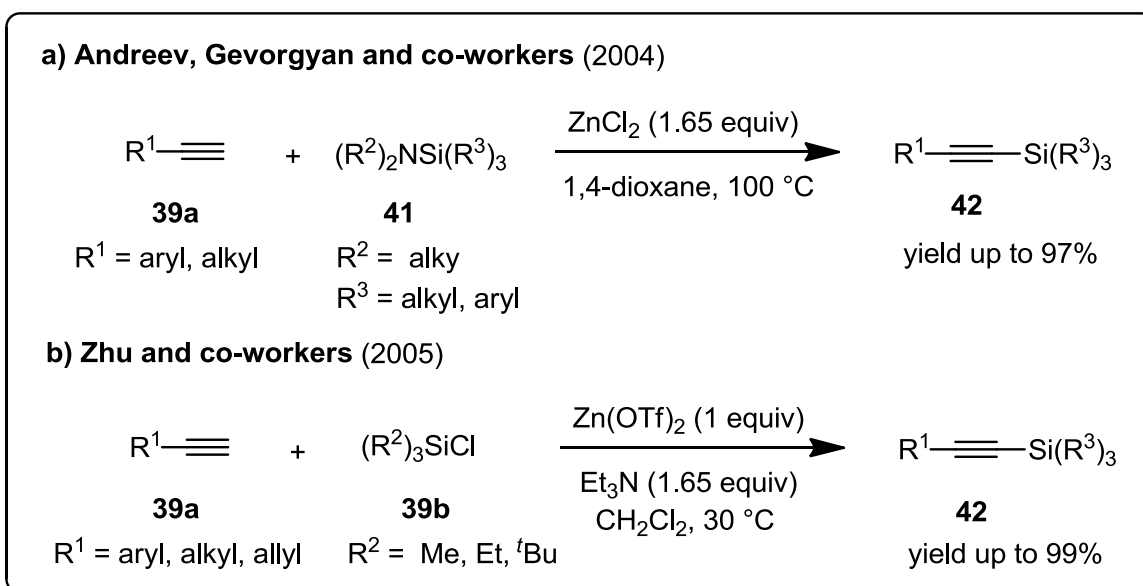 a) Andreev, Gevorgyan and co-workers (2004)
R¹ + (R²)₂NSi(R³)₃ ZnCl₂ (1.65 equiv) R¹ Si(R³)₃
1,4-dioxane, 100 °C
39a 41 42
R¹ = aryl, alkyl R² = alky yield up to 97%
R³ = alkyl, aryl
b) Zhu and co-workers (2005)
R¹ + (R²)₃SiCl Zn(OTf)₂ (1 equiv) R¹ Si(R³)₃
Et₃N (1.65 equiv)
39a 39b CH₂Cl₂, 30 °C 42
R¹ = aryl, alkyl, allyl R² = Me, Et, ᵗBu yield up to 99%